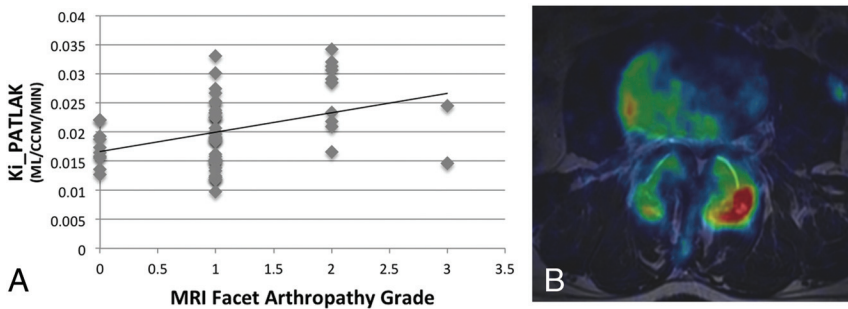 0.04
0.035
0.03
0.025
0.02
0.015
0.01
0.005
0
Ki_PATLAK
(ML/CCM/MIN)
0 0.5 1 1.5 2 2.5 3 3.5
MRI Facet Arthropathy Grade
A
B